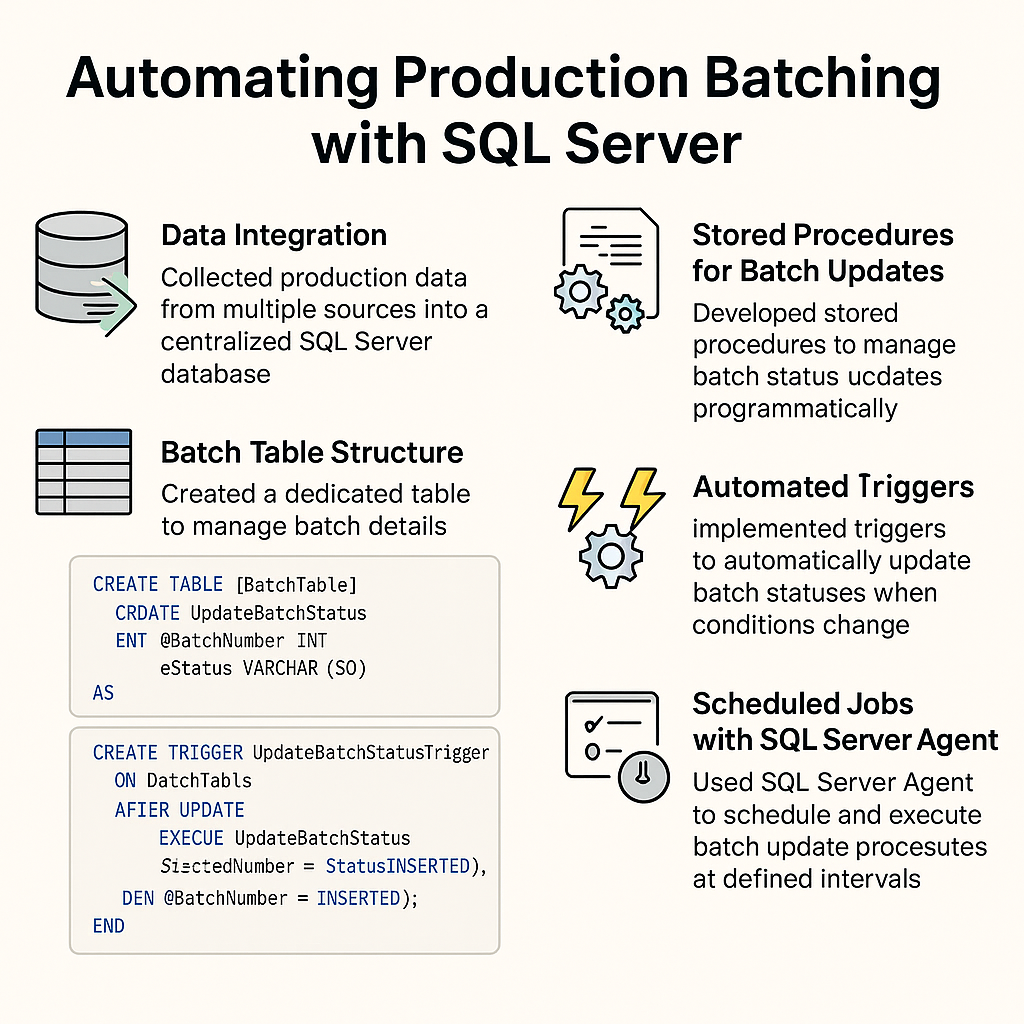 Automating Production Batching
with SQL Server
Data Integration
Collected production data
from multiple sources into a
centralized SQL Server
database
Batch Table Structure
Created a dedicated table
to manage batch details
CREATE TABLE [BatchTable]
CRDATE UpdateBatchStatus
ENT @BatchNumber INT
eStatus VARCHAR (SO)
AS
CREATE TRIGGER UpdateBatchStatusTrigger
ON DatchTabls
AFIER UPDATE
EXECUE UpdateBatchStatus
= StatusINSERTED),
DEN @BatchNumber = INSERTED);
END
Stored Procedures
for Batch Updates
Developed stored
procedures to manage
batch status ucdates
programmatically
Automated Triggers
implemented triggers
to automatically update
batch statuses when
conditions change
Scheduled Jobs
with SQL Server Agent
Used SQL Server Agent
to schedule and execute
batch update procesutes
at defined intervals